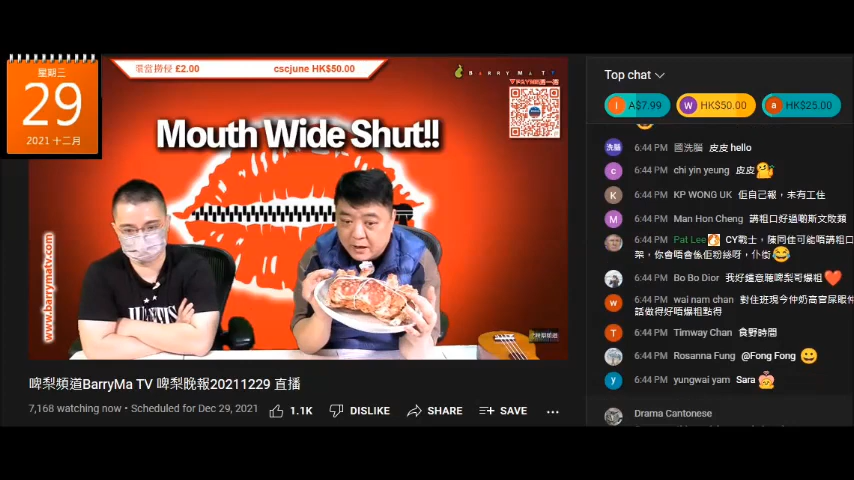 星期三
29
2021 十二月
£2.00
cscjune HK$50.00
BARRYMATV
Mouth Wide Shut!!
www.barrymatv.com
啤梨頻道BarryMa TV 啤梨晚報20211229 直播
7,168 watching now • Scheduled for Dec 29, 2021
1.1K
DISLIKE
SHARE
SAVE
Top chat
I A$7.99
W HK$50.00
a HK$25.00
洗腦 6:44 PM 國洗腦 皮皮 hello
c 6:44 PM chi yin yeung 皮皮
K 6:44 PM KP WONG UK 佢自己報，未有工住
M 6:44 PM Man Hon Cheng 講粗口好過嘞斯文敗類
6:44 PM Pat Lee CY戰士，陳同佳可能唔講粗口
架，你會唔會係佢粉絲呀，仆街
6:44 PM Bo Bo Dior 我好鍾意聽啤梨哥爆粗
w 6:44 PM wai nam chan 對住班現今仲奶高官屎眼仲
話做得好唔爆粗點得
T 6:44 PM Timway Chan 食野時間
6:44 PM Rosanna Fung @Fong Fong
y 6:44 PM yungwai yam Sara
Drama Cantonese